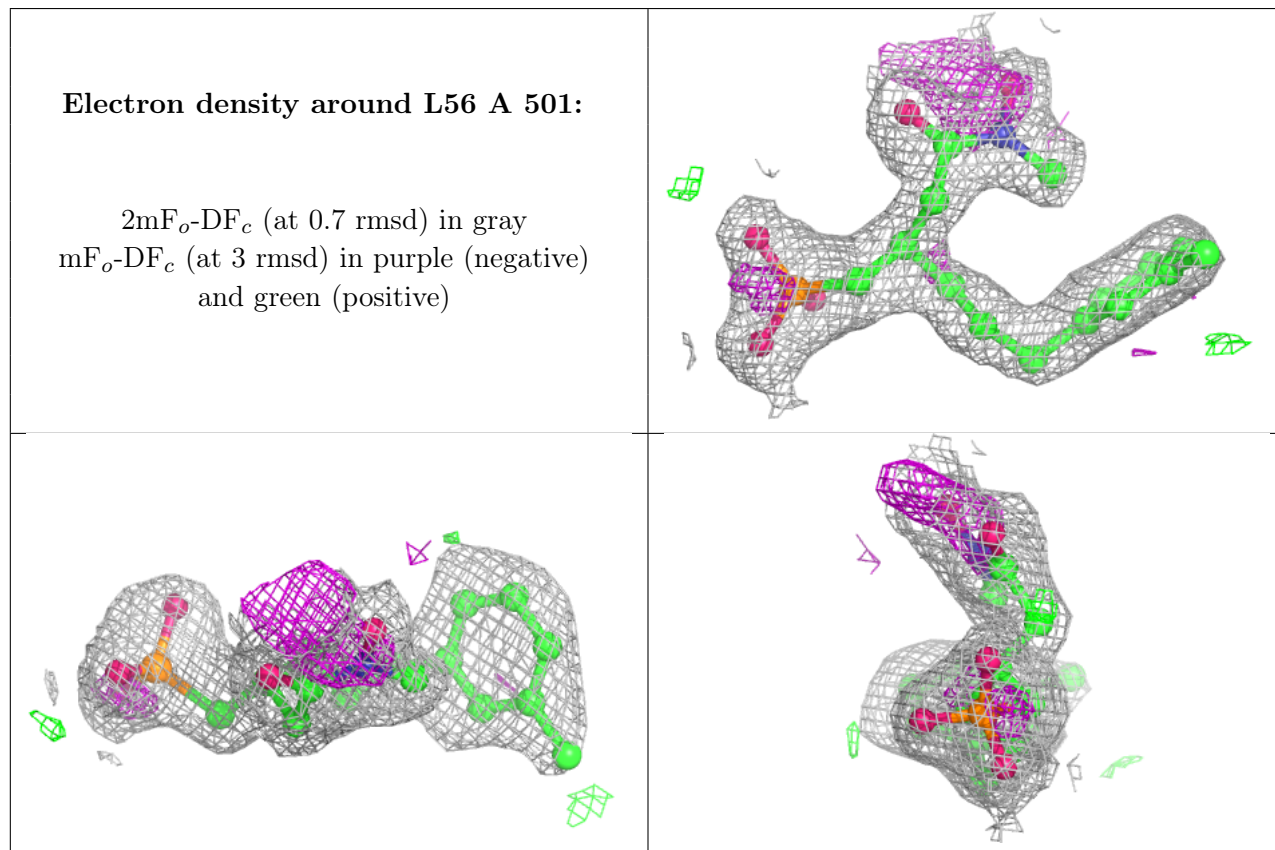 Electron density around L56 A 501:
2mFo-DFc (at 0.7 rmsd) in gray
mFo-DFc (at 3 rmsd) in purple (negative)
and green (positive)